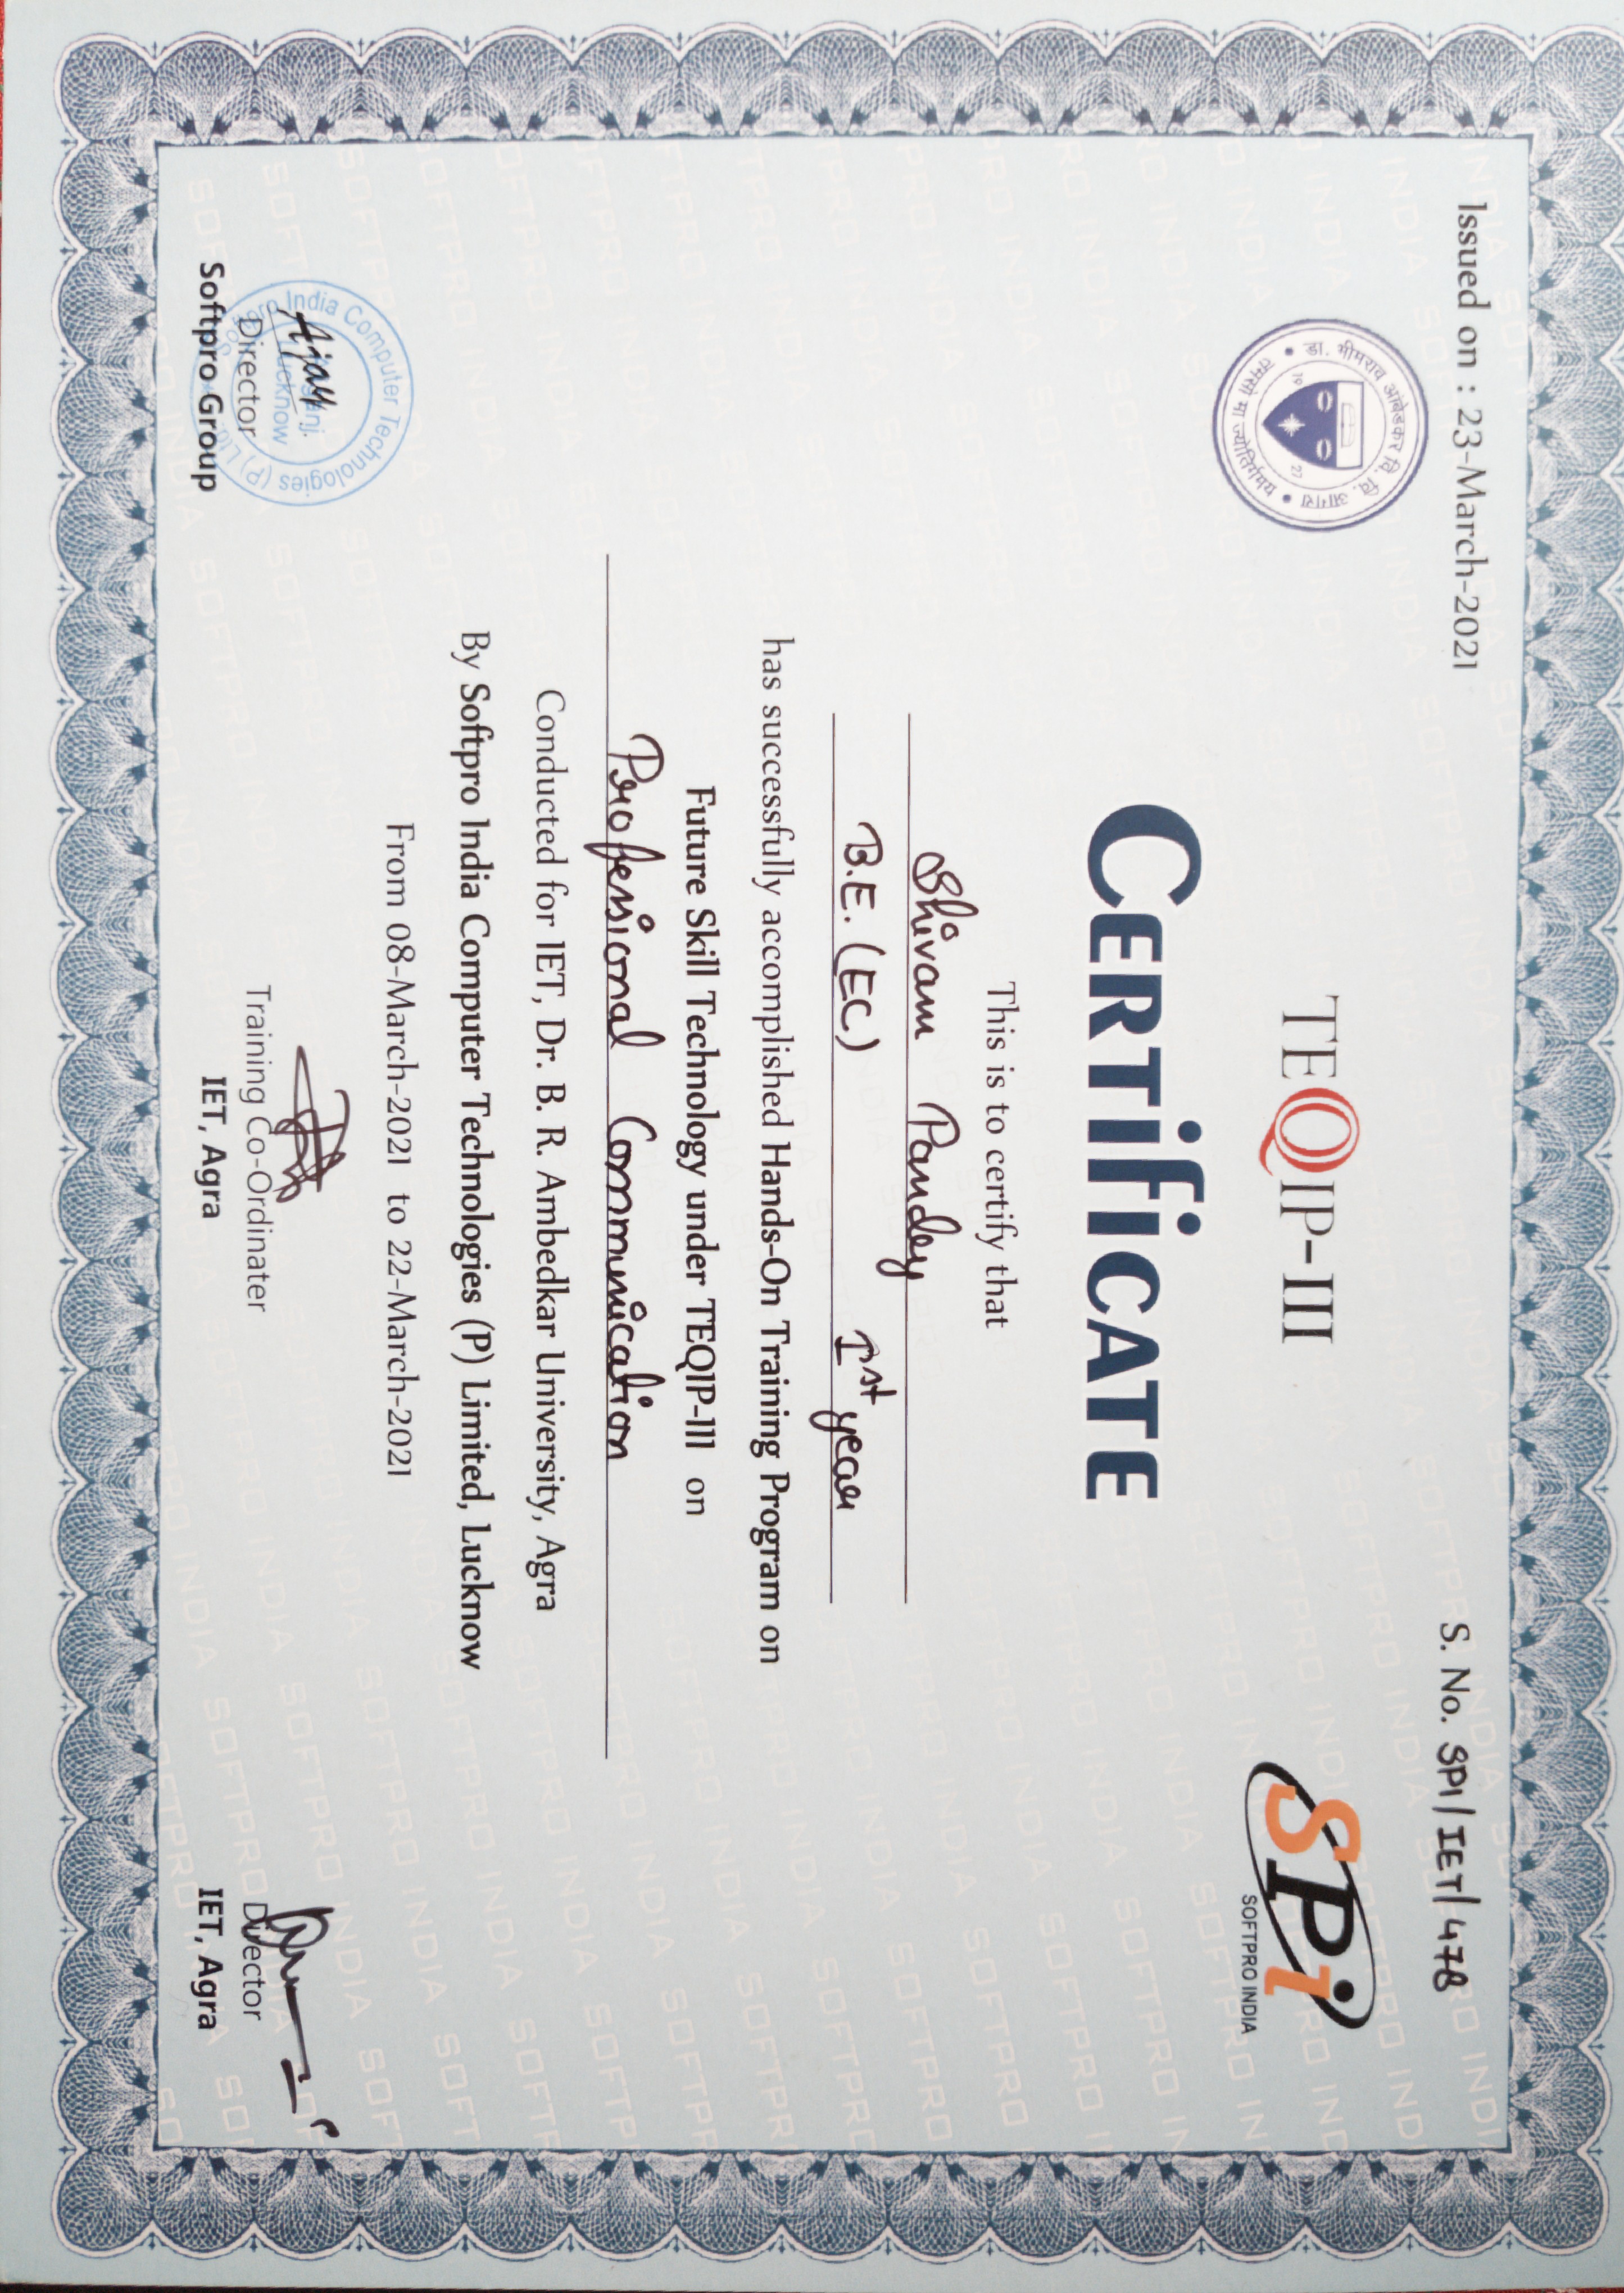 Issued on : 23-March-2021
S. No. SPI/IET/478
डा. भीमराव आंबेडकर वि. वि. आगरा
19 27
तमसो मा ज्योतिर्गमय
TEQIP-III
SPi
SOFTPRO INDIA
CERTiFiCATE
This is to certify that
Shivam Pandey
B.E. (EC) Ist year
has successfully accomplished Hands-On Training Program on
Future Skill Technology under TEQIP-III on
Professional Communication
Conducted for IET, Dr. B. R. Ambedkar University, Agra
By Softpro India Computer Technologies (P) Limited, Lucknow
From 08-March-2021 to 22-March-2021
Softpro India Computer Technologies (P) Ltd.
Lucknow
Ajay
Director
Softpro Group
Training Co-Ordinater
IET, Agra
Director
IET, Agra